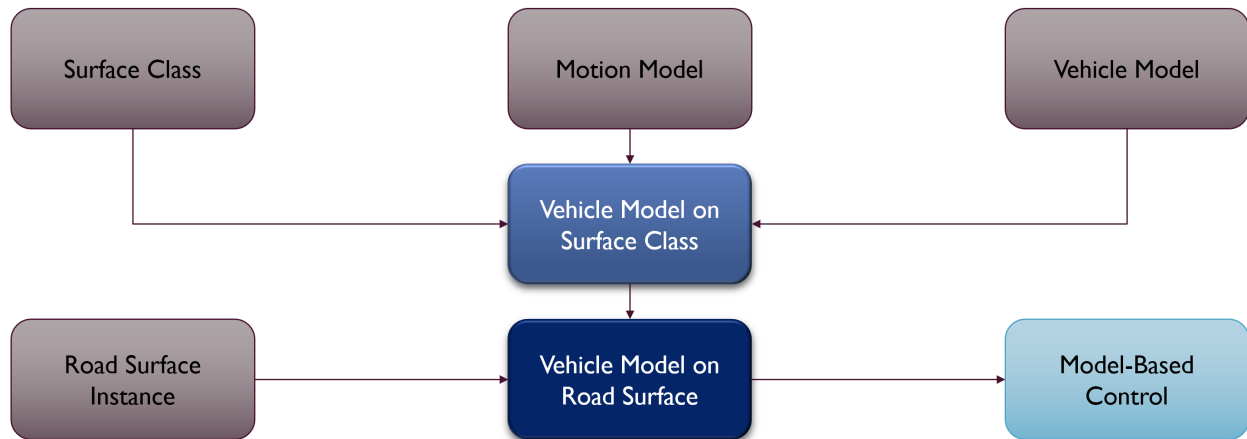 Surface Class
Motion Model
Vehicle Model
Vehicle Model on
Surface Class
Road Surface
Instance
Vehicle Model on
Road Surface
Model-Based
Control